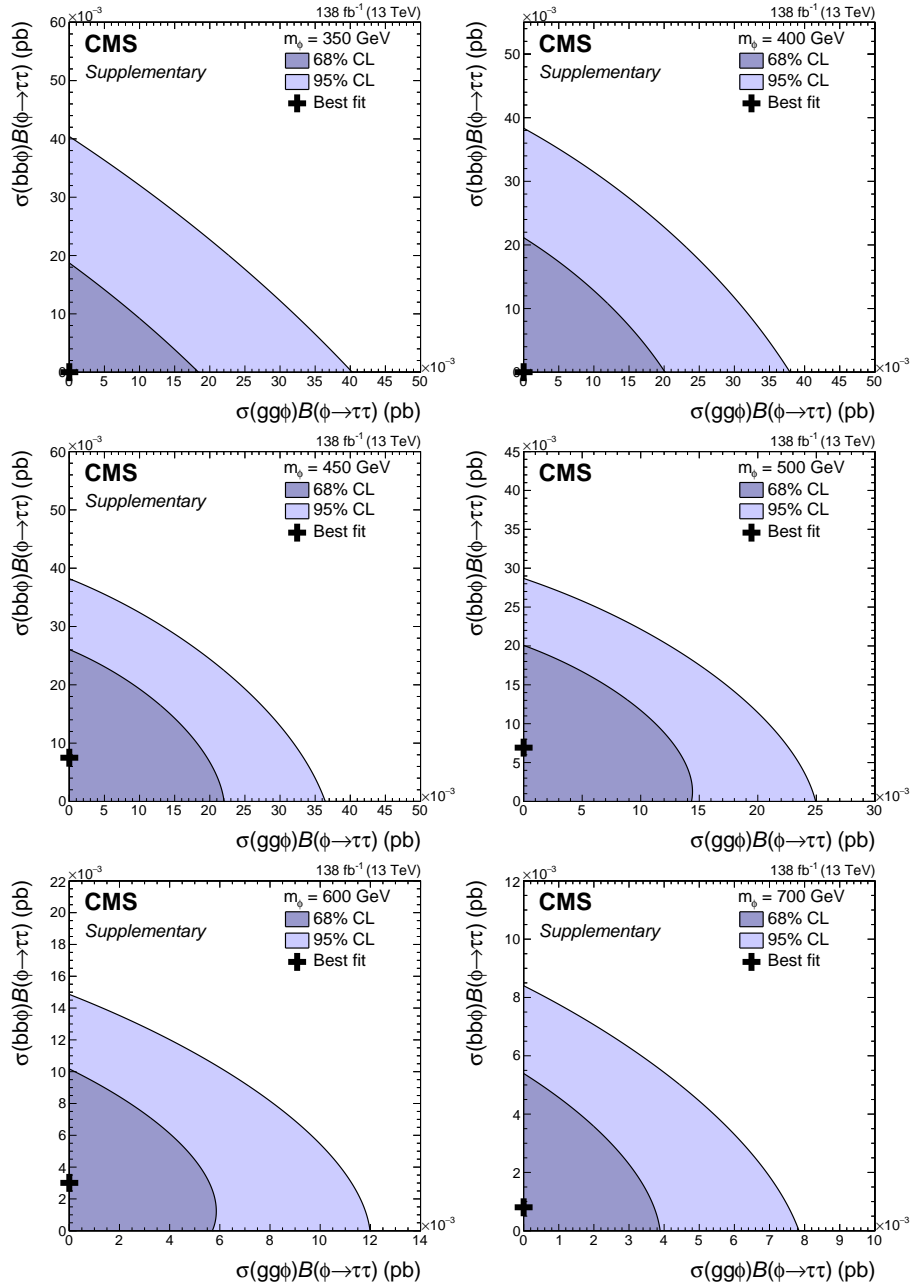 ×10⁻³ 138 fb⁻¹ (13 TeV)
CMS
Supplementary
m_ϕ = 350 GeV
68% CL
95% CL
Best fit
σ(bbϕ)B(ϕ→ττ) (pb)
60
50
40
30
20
10
0
0 5 10 15 20 25 30 35 40 45 50
×10⁻³
σ(ggϕ)B(ϕ→ττ) (pb)
×10⁻³ 138 fb⁻¹ (13 TeV)
CMS
Supplementary
m_ϕ = 400 GeV
68% CL
95% CL
Best fit
σ(bbϕ)B(ϕ→ττ) (pb)
50
40
30
20
10
0
0 5 10 15 20 25 30 35 40 45 50
×10⁻³
σ(ggϕ)B(ϕ→ττ) (pb)
×10⁻³ 138 fb⁻¹ (13 TeV)
CMS
Supplementary
m_ϕ = 450 GeV
68% CL
95% CL
Best fit
σ(bbϕ)B(ϕ→ττ) (pb)
60
50
40
30
20
10
0
0 5 10 15 20 25 30 35 40 45 50
×10⁻³
σ(ggϕ)B(ϕ→ττ) (pb)
×10⁻³ 138 fb⁻¹ (13 TeV)
CMS
m_ϕ = 500 GeV
68% CL
95% CL
Best fit
σ(bbϕ)B(ϕ→ττ) (pb)
45
40
35
30
25
20
15
10
5
0
0 5 10 15 20 25 30
×10⁻³
σ(ggϕ)B(ϕ→ττ) (pb)
×10⁻³ 138 fb⁻¹ (13 TeV)
CMS
Supplementary
m_ϕ = 600 GeV
68% CL
95% CL
Best fit
σ(bbϕ)B(ϕ→ττ) (pb)
22
20
18
16
14
12
10
8
6
4
2
0
0 2 4 6 8 10 12 14
×10⁻³
σ(ggϕ)B(ϕ→ττ) (pb)
×10⁻³ 138 fb⁻¹ (13 TeV)
CMS
Supplementary
m_ϕ = 700 GeV
68% CL
95% CL
Best fit
σ(bbϕ)B(ϕ→ττ) (pb)
12
10
8
6
4
2
0
0 1 2 3 4 5 6 7 8 9 10
×10⁻³
σ(ggϕ)B(ϕ→ττ) (pb)